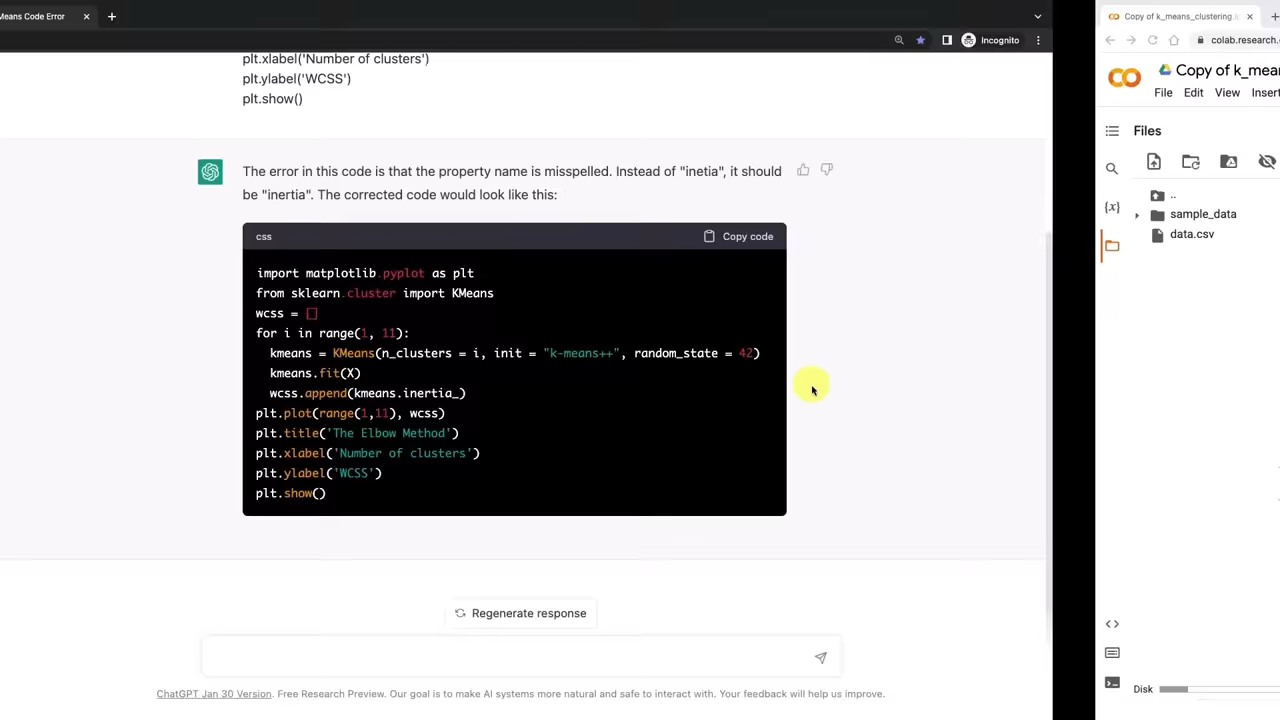 Means Code Error
Incognito
plt.xlabel('Number of clusters')
plt.ylabel('WCSS')
plt.show()
The error in this code is that the property name is misspelled. Instead of "inetia", it should
be "inertia". The corrected code would look like this:
css
Copy code
import matplotlib.pyplot as plt
from sklearn.cluster import KMeans
wcss = []
for i in range(1, 11):
kmeans = KMeans(n_clusters = i, init = "k-means++", random_state = 42)
kmeans.fit(X)
wcss.append(kmeans.inertia_)
plt.plot(range(1,11), wcss)
plt.title('The Elbow Method')
plt.xlabel('Number of clusters')
plt.ylabel('WCSS')
plt.show()
Regenerate response
ChatGPT Jan 30 Version. Free Research Preview. Our goal is to make AI systems more natural and safe to interact with. Your feedback will help us improve.
Copy of k_means_clustering.i
colab.research.
CO
Copy of k_mea
File Edit View Insert
Files
{x}
..
sample_data
data.csv
Disk